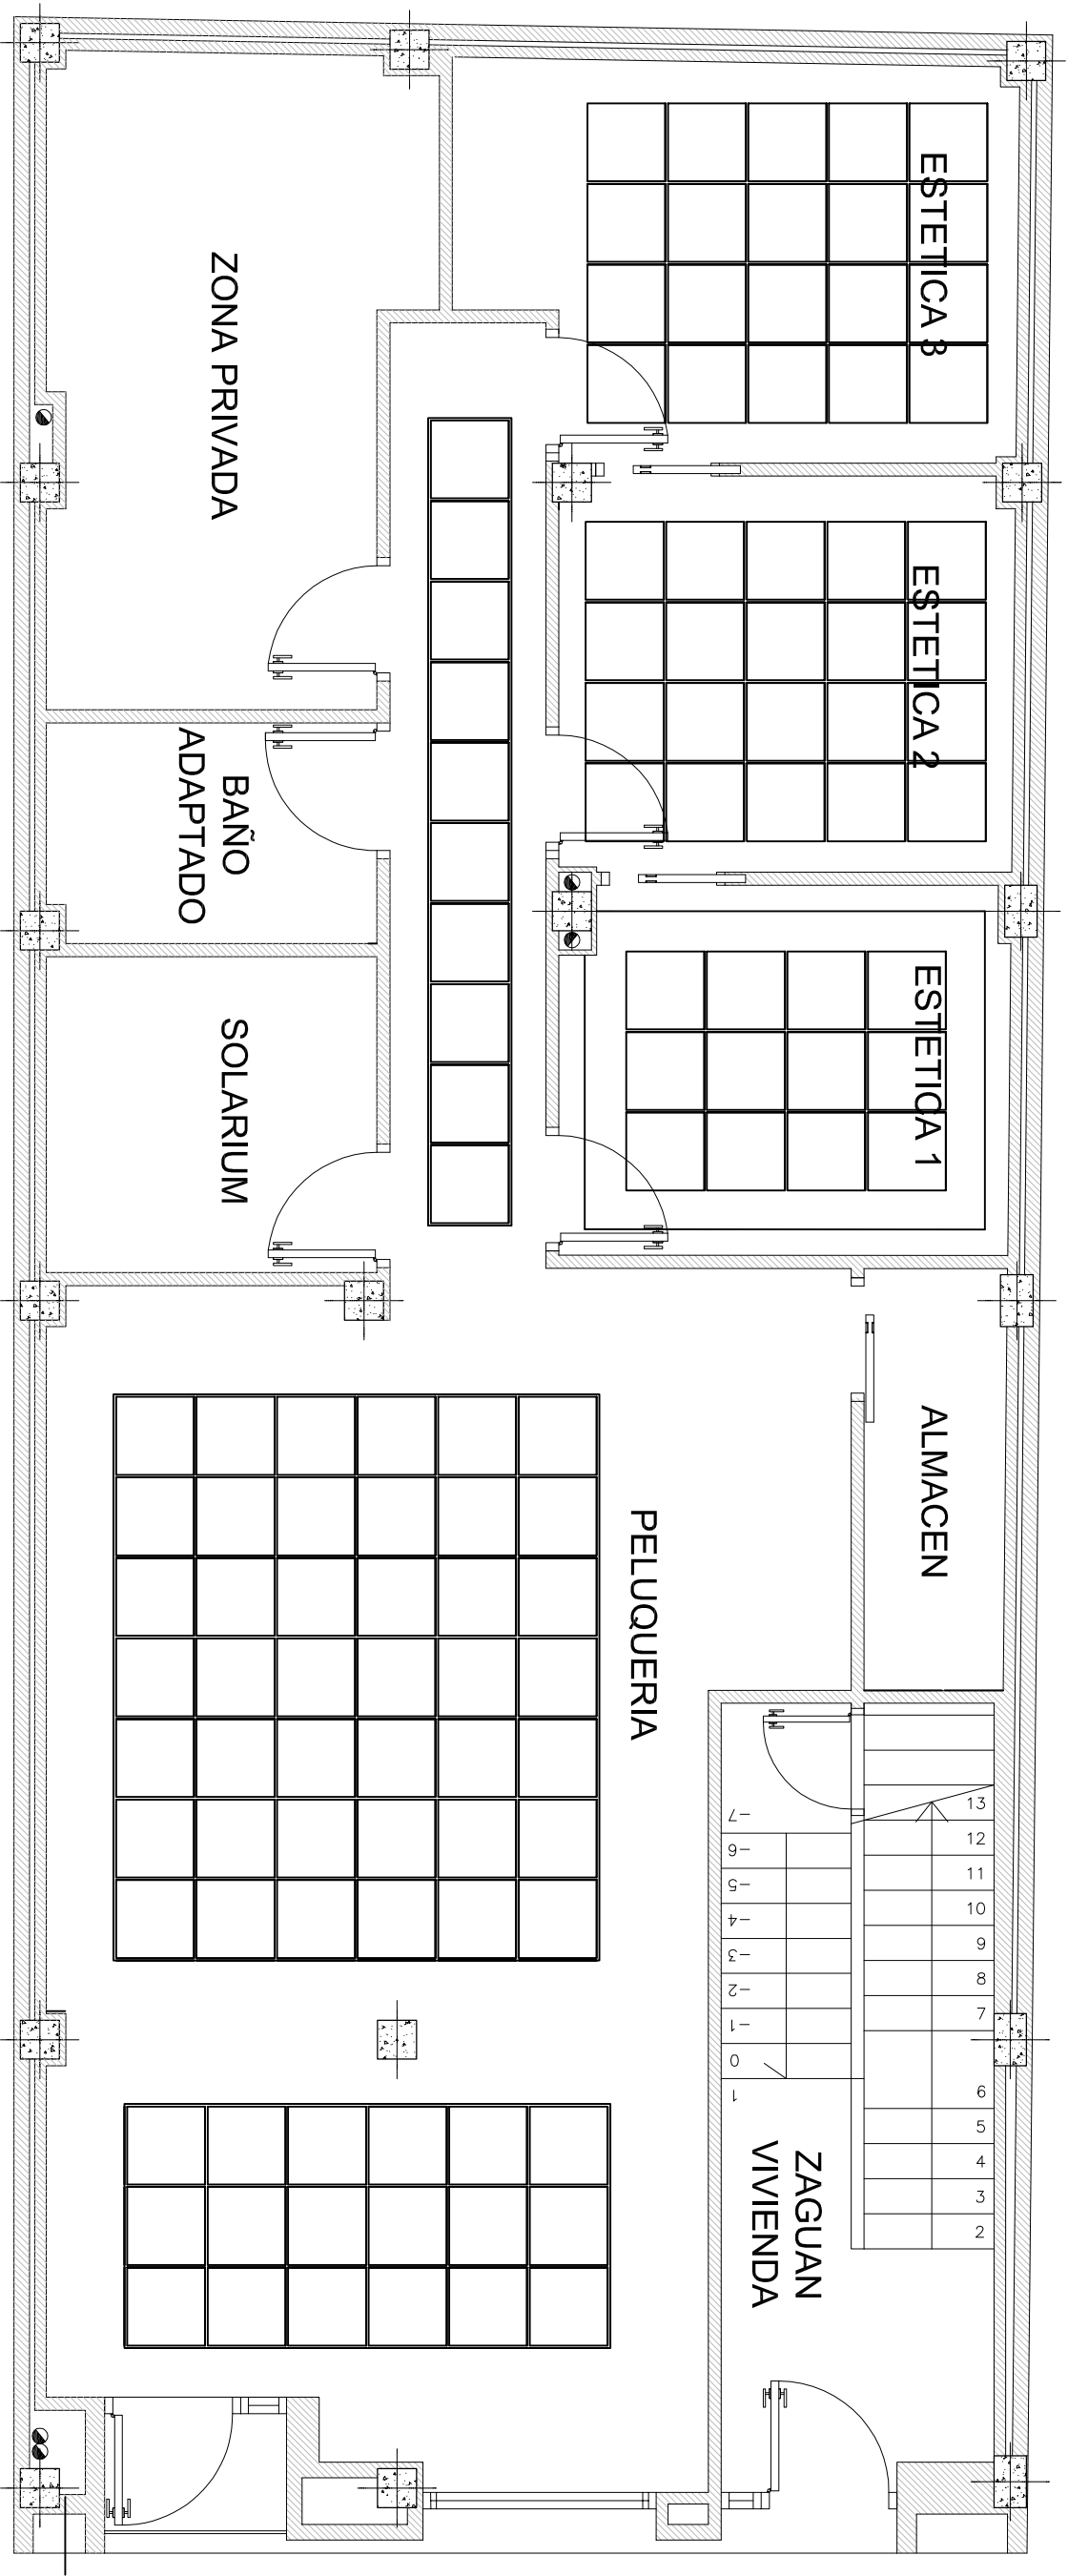 ESTETICA 3
ZONA PRIVADA
ESTETICA 2
BAÑO
ADAPTADO
ESTETICA 1
SOLARIUM
ALMACEN
PELUQUERIA
13
12
11
10
9
8
7
6
5
4
3
2
-7
-6
-5
-4
-3
-2
-1
0
1
ZAGUAN
VIVIENDA